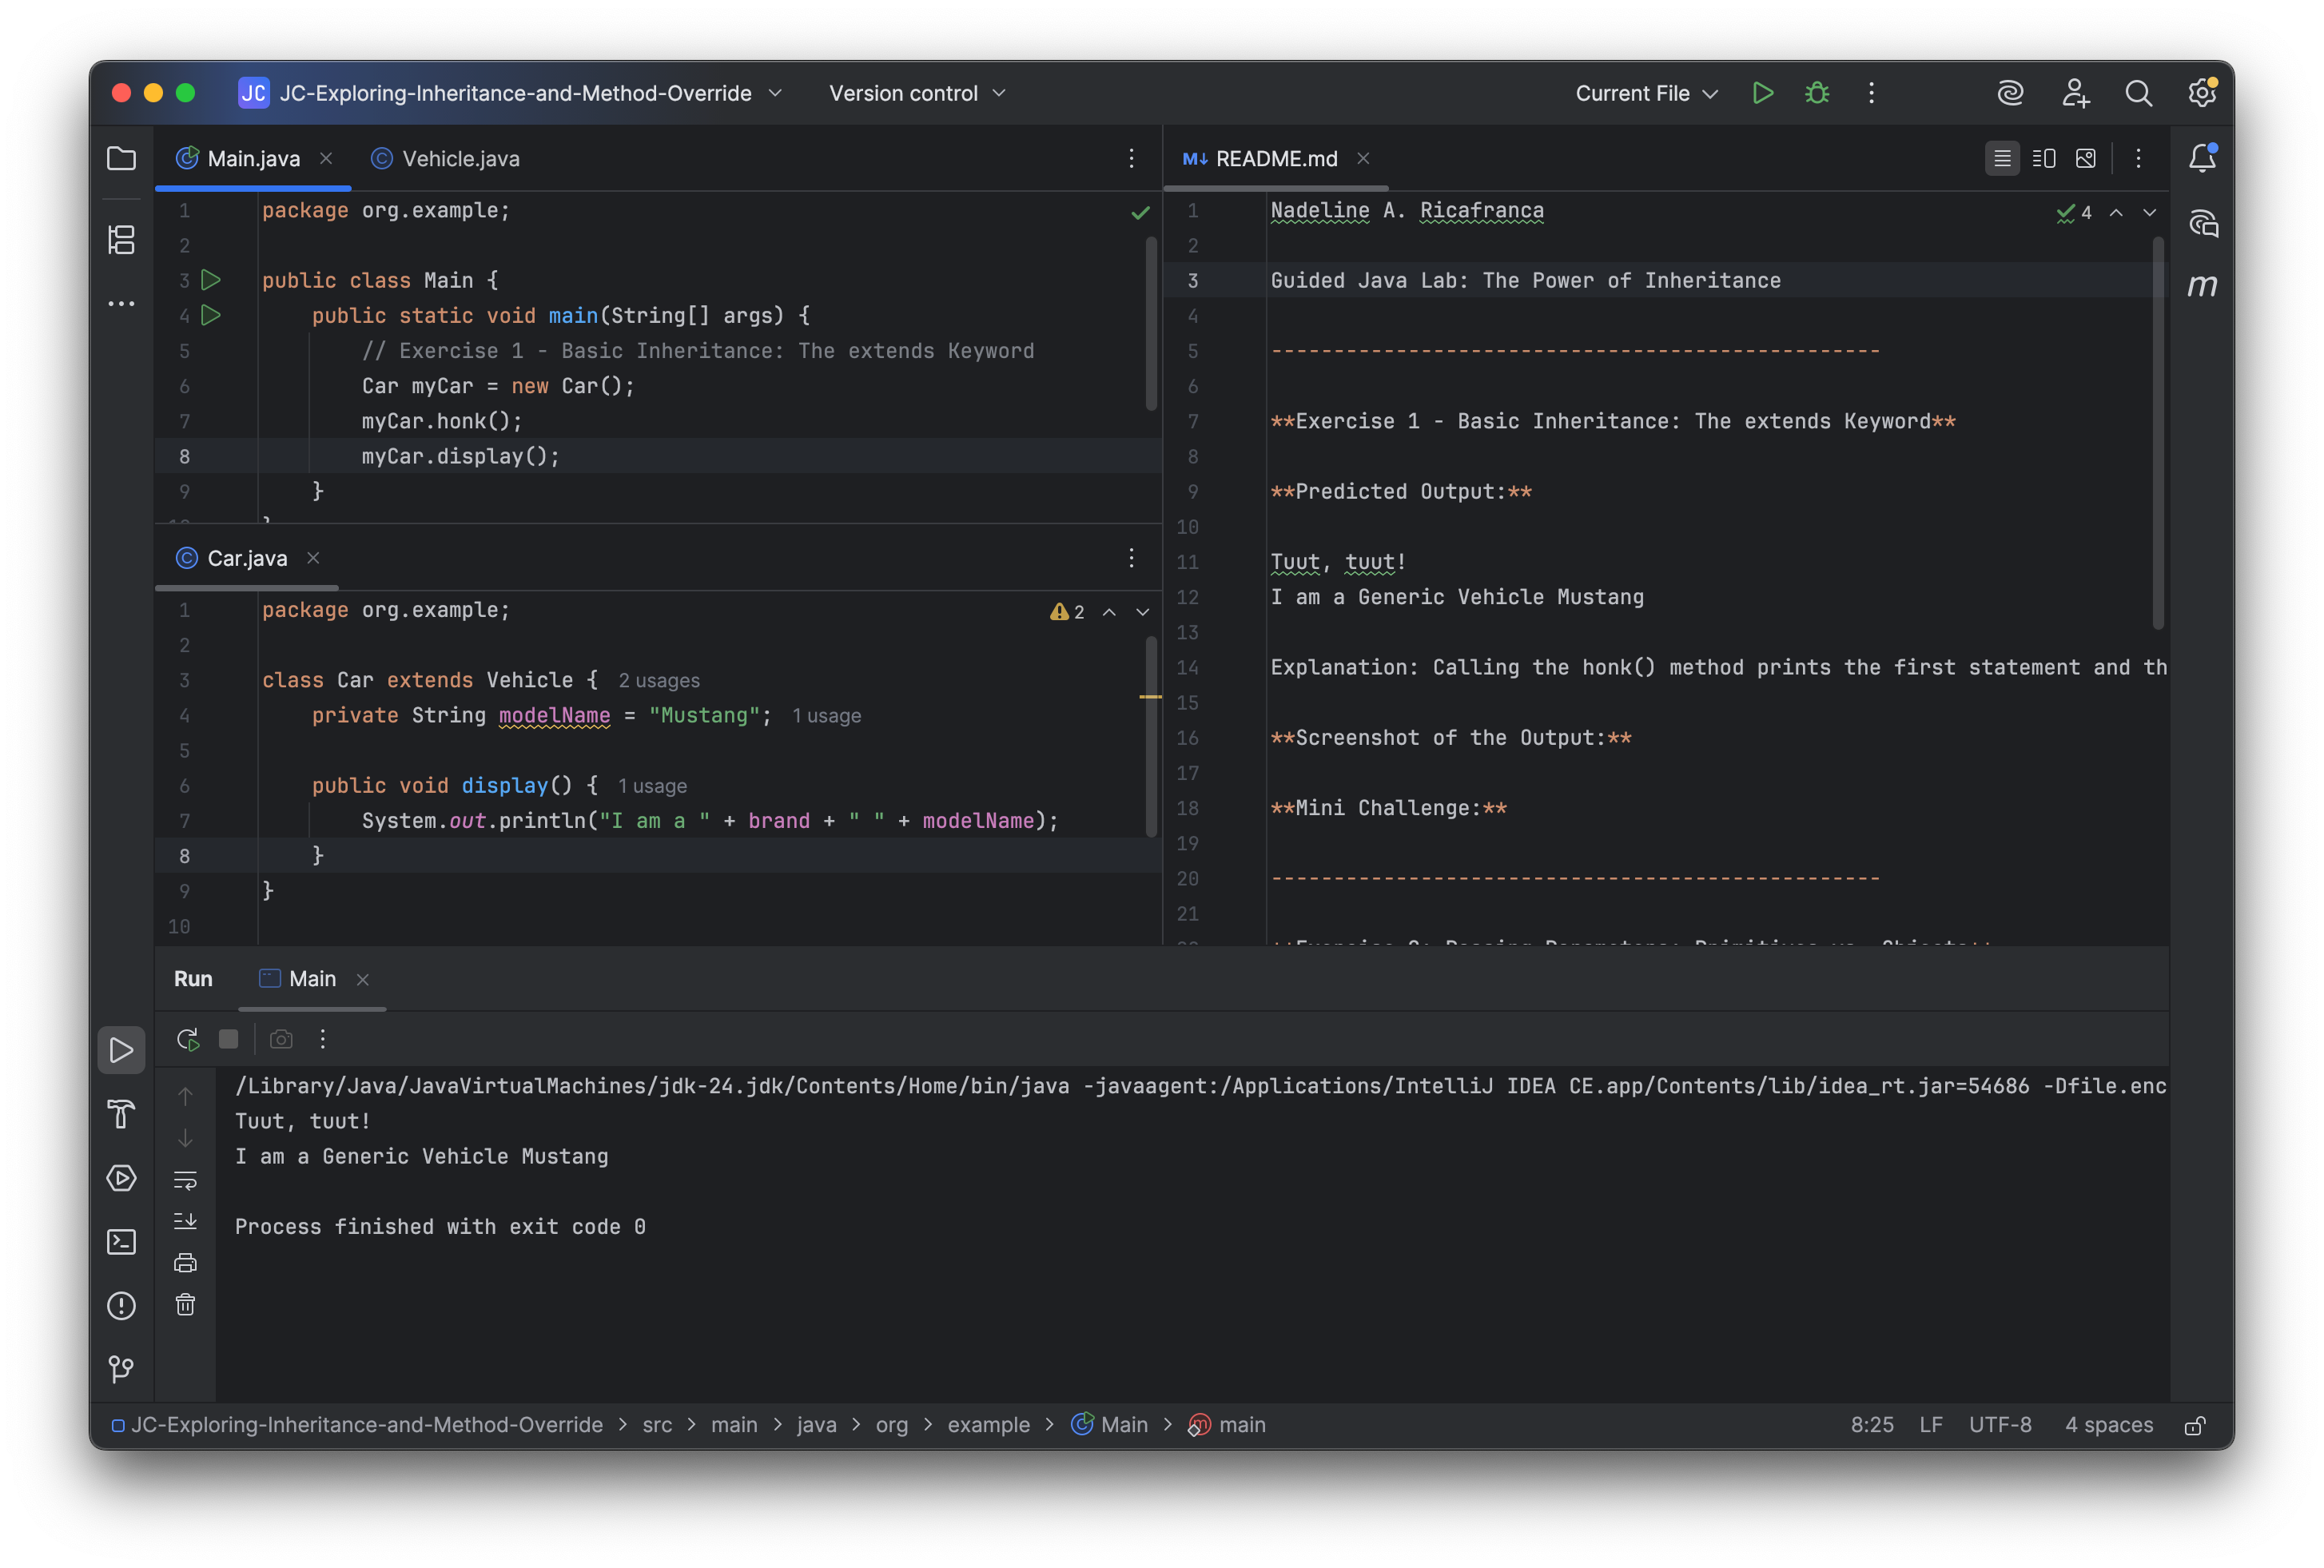 JC JC-Exploring-Inheritance-and-Method-Override Version control Current File
Main.java Vehicle.java
1 package org.example;
2
3 public class Main {
4 public static void main(String[] args) {
5 // Exercise 1 - Basic Inheritance: The extends Keyword
6 Car myCar = new Car();
7 myCar.honk();
8 myCar.display();
9 }
}
Car.java
2
1 package org.example;
2
3 class Car extends Vehicle { 2 usages
4 private String modelName = "Mustang"; 1 usage
5
6 public void display() { 1 usage
7 System.out.println("I am a " + brand + " " + modelName);
8 }
9 }
10
M↓ README.md
4
1 Nadeline A. Ricafranca
2
3 Guided Java Lab: The Power of Inheritance
4
5 -------------------------------------------------
6
7 **Exercise 1 - Basic Inheritance: The extends Keyword**
8
9 **Predicted Output:**
10
11 Tuut, tuut!
12 I am a Generic Vehicle Mustang
13
14 Explanation: Calling the honk() method prints the first statement and th
15
16 **Screenshot of the Output:**
17
18 **Mini Challenge:**
19
20 -------------------------------------------------
21
m
Run Main
/Library/Java/JavaVirtualMachines/jdk-24.jdk/Contents/Home/bin/java -javaagent:/Applications/IntelliJ IDEA CE.app/Contents/lib/idea_rt.jar=54686 -Dfile.enc
Tuut, tuut!
I am a Generic Vehicle Mustang
Process finished with exit code 0
JC-Exploring-Inheritance-and-Method-Override > src > main > java > org > example > Main > main 8:25 LF UTF-8 4 spaces